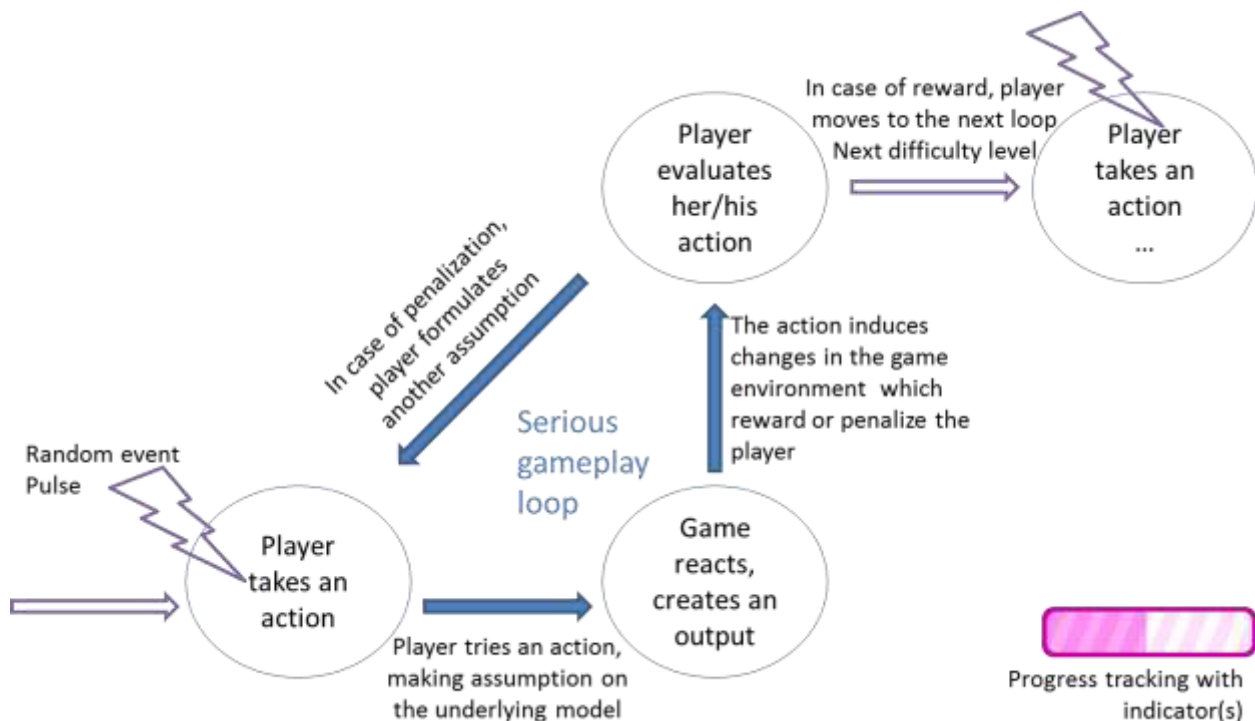 In case of reward, player
moves to the next loop
Next difficulty level
Player
evaluates
her/his
action
Player
takes an
action
...
In case of penalization,
player formulates
another assumption
The action induces
changes in the game
environment which
reward or penalize the
player
Serious
gameplay
loop
Random event
Pulse
Player
takes an
action
Game
reacts,
creates an
output
Player tries an action,
making assumption on
the underlying model
Progress tracking with
indicator(s)